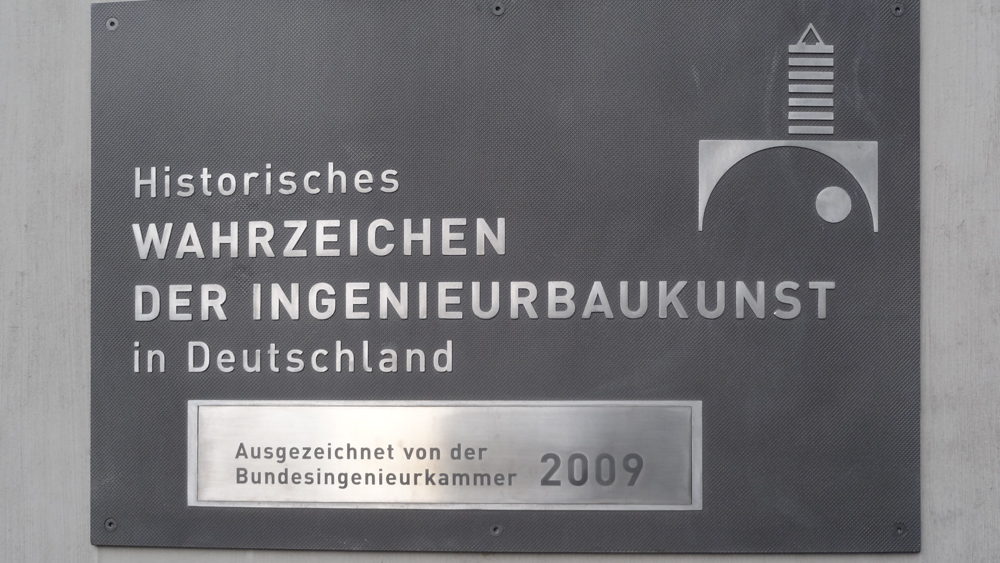 Historisches
WAHRZEICHEN
DER INGENIEURBAUKUNST
in Deutschland
Ausgezeichnet von der
Bundesingenieurkammer 2009